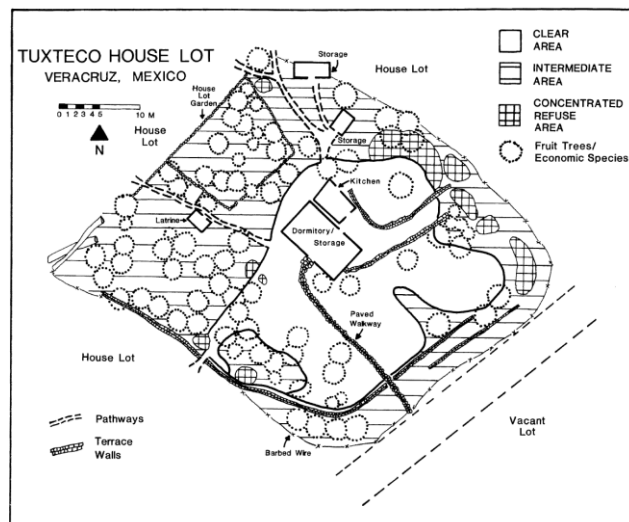 TUXTECO HOUSE LOT
VERACRUZ, MEXICO
0 1 2 3 4 5 10 M
N
House Lot
House
Lot
Garden
Storage
House Lot
Storage
Kitchen
Dormitory/
Storage
Latrine
Paved
Walkway
House Lot
Barbed Wire
Vacant
Lot
Pathways
Terrace
Walls
CLEAR
AREA
INTERMEDIATE
AREA
CONCENTRATED
REFUSE
AREA
Fruit Trees/
Economic Species